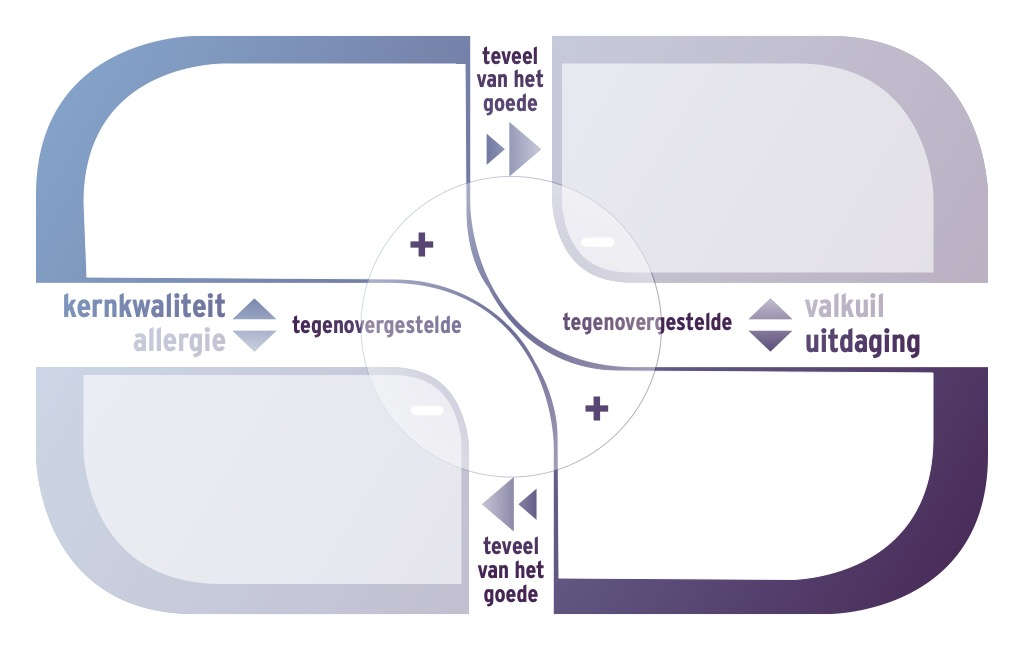 teveel
van het
goede
+
−
kernkwaliteit
allergie
tegenovergestelde
tegenovergestelde
valkuil
uitdaging
−
+
teveel
van het
goede